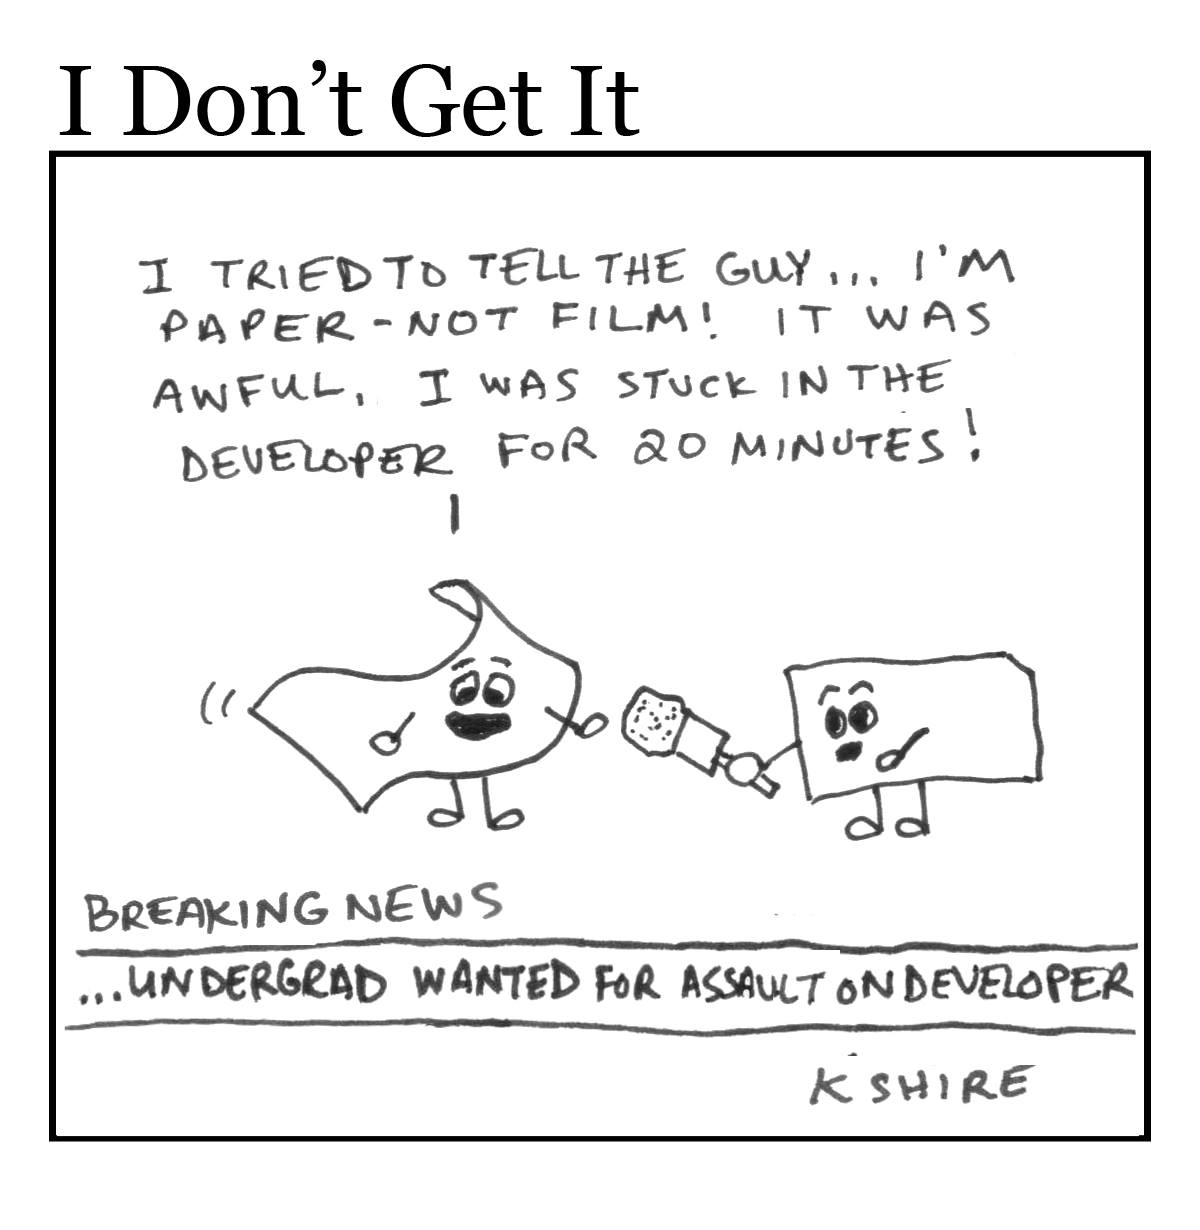 I Don’t Get It
I TRIED TO TELL THE GUY... I'M
PAPER - NOT FILM! IT WAS
AWFUL. I WAS STUCK IN THE
DEVELOPER FOR 20 MINUTES!
BREAKING NEWS
...UNDERGRAD WANTED FOR ASSAULT ON DEVELOPER
K SHIRE